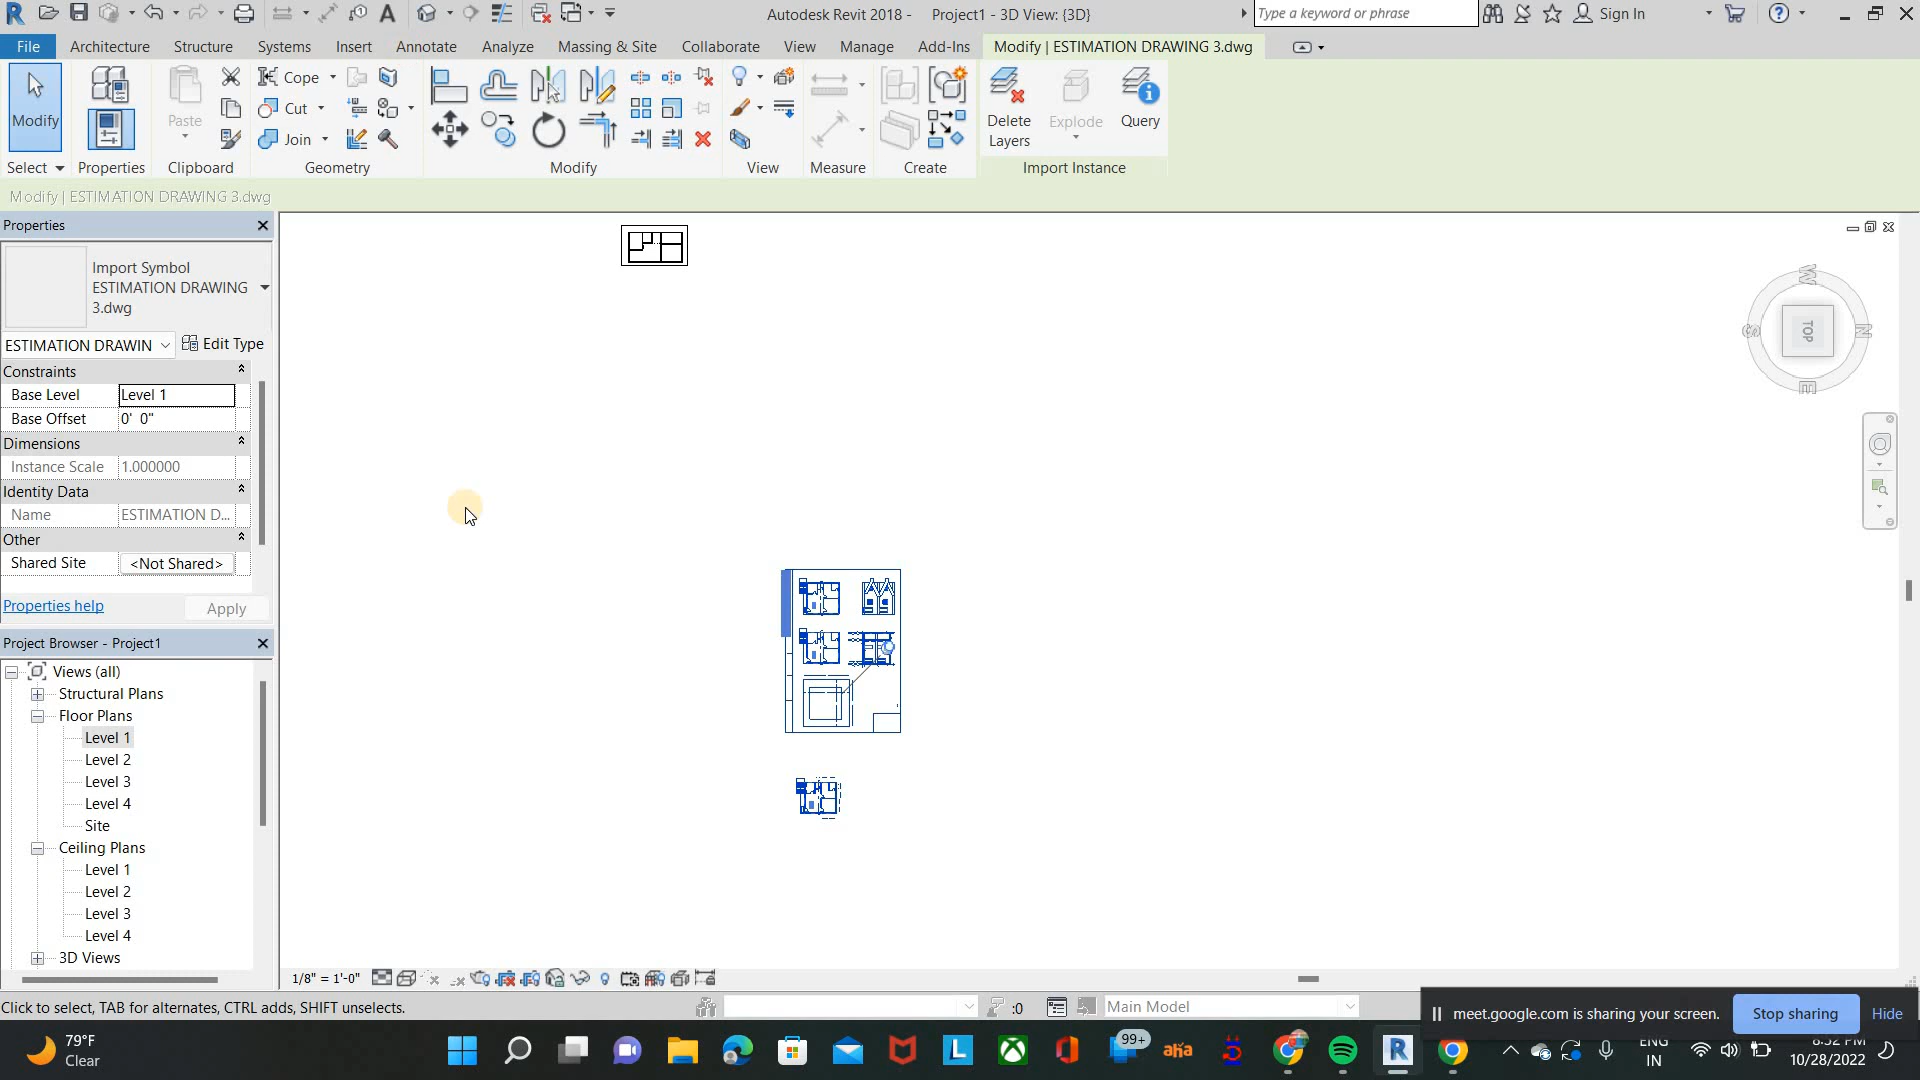 Autodesk Revit 2018 - Project1 - 3D View: {3D}
Type a keyword or phrase
Sign In
File Architecture Structure Systems Insert Annotate Analyze Massing & Site Collaborate View Manage Add-Ins Modify | ESTIMATION DRAWING 3.dwg
Modify
Paste
Cope
Cut
Join
Delete Layers
Explode
Query
Select Properties Clipboard Geometry Modify View Measure Create Import Instance
Modify | ESTIMATION DRAWING 3.dwg
Properties
Import Symbol
ESTIMATION DRAWING
3.dwg
ESTIMATION DRAWIN Edit Type
Constraints
Base Level Level 1
Base Offset 0' 0"
Dimensions
Instance Scale 1.000000
Identity Data
Name ESTIMATION D...
Other
Shared Site <Not Shared>
Properties help Apply
Project Browser - Project1
Views (all)
Structural Plans
Floor Plans
Level 1
Level 2
Level 3
Level 4
Site
Ceiling Plans
Level 1
Level 2
Level 3
Level 4
3D Views
W
S
TOP
N
E
1/8" = 1'-0"
Click to select, TAB for alternates, CTRL adds, SHIFT unselects.
:0
Main Model
meet.google.com is sharing your screen.
Stop sharing
Hide
79°F
Clear
99+
aha
ENG
IN
8:52 PM
10/28/2022